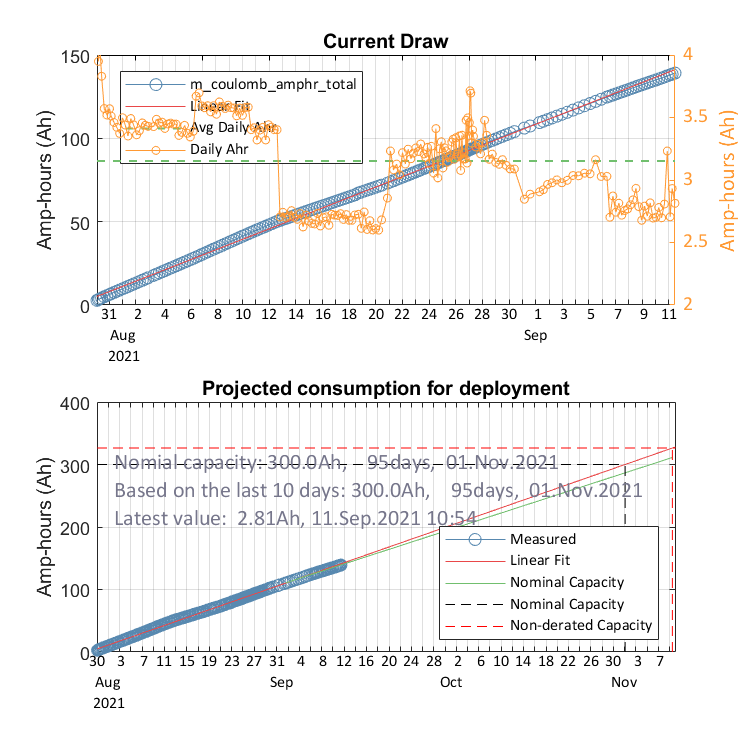 Current Draw
150
100
50
0
Amp-hours (Ah)
m_coulomb_amphr_total
Linear Fit
Avg Daily Ahr
Daily Ahr
4
3.5
3
2.5
2
Amp-hours (Ah)
31 2 4 6 8 10 12 14 16 18 20 22 24 26 28 30 1 3 5 7 9 11
Aug Sep
2021
Projected consumption for deployment
400
300
200
100
0
Amp-hours (Ah)
Nomial capacity: 300.0Ah, 95days, 01.Nov.2021
Based on the last 10 days: 300.0Ah, 95days, 01.Nov.2021
Latest value: 2.81Ah, 11.Sep.2021 10:54
Measured
Linear Fit
Nominal Capacity
Nominal Capacity
Non-derated Capacity
30 3 7 11 15 19 23 27 31 4 8 12 16 20 24 28 2 6 10 14 18 22 26 30 3 7
Aug Sep Oct Nov
2021